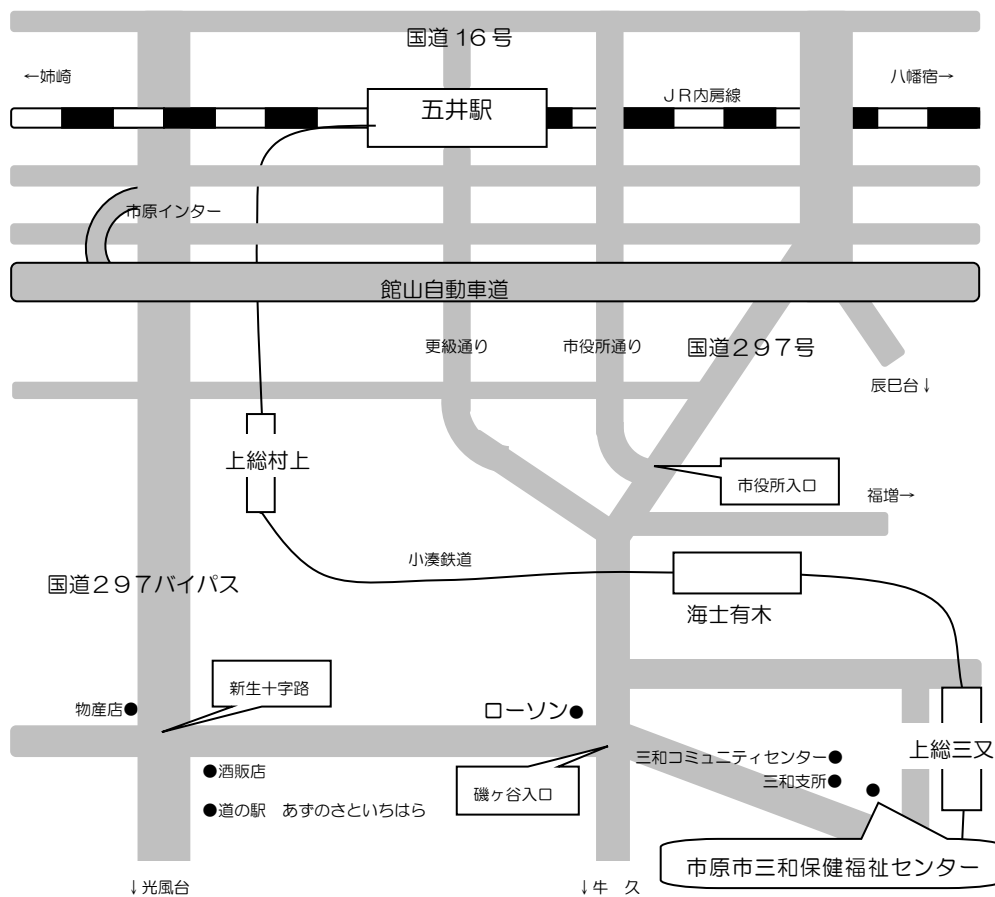 国道16号
←姉崎
八幡宿→
JR内房線
五井駅
市原インター
館山自動車道
更級通り
市役所通り
国道297号
辰巳台↓
上総村上
市役所入口
福増→
小湊鉄道
国道297バイパス
海士有木
新生十字路
物産店●
ローソン●
上総三又
三和コミュニティセンター●
●酒販店
三和支所●
磯ヶ谷入口
●道の駅 あずのさといちはら
市原市三和保健福祉センター
↓光風台
↓牛 久